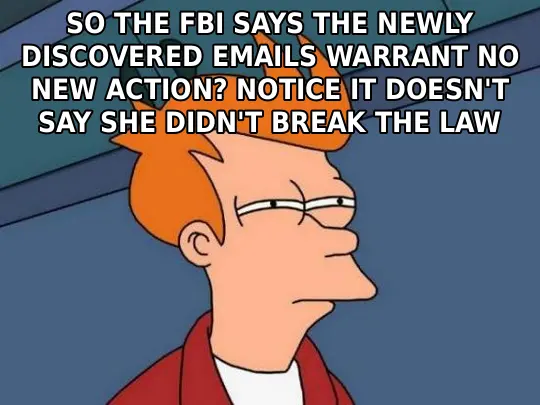 SO THE FBI SAYS THE NEWLY
DISCOVERED EMAILS WARRANT NO
NEW ACTION? NOTICE IT DOESN'T
SAY SHE DIDN'T BREAK THE LAW